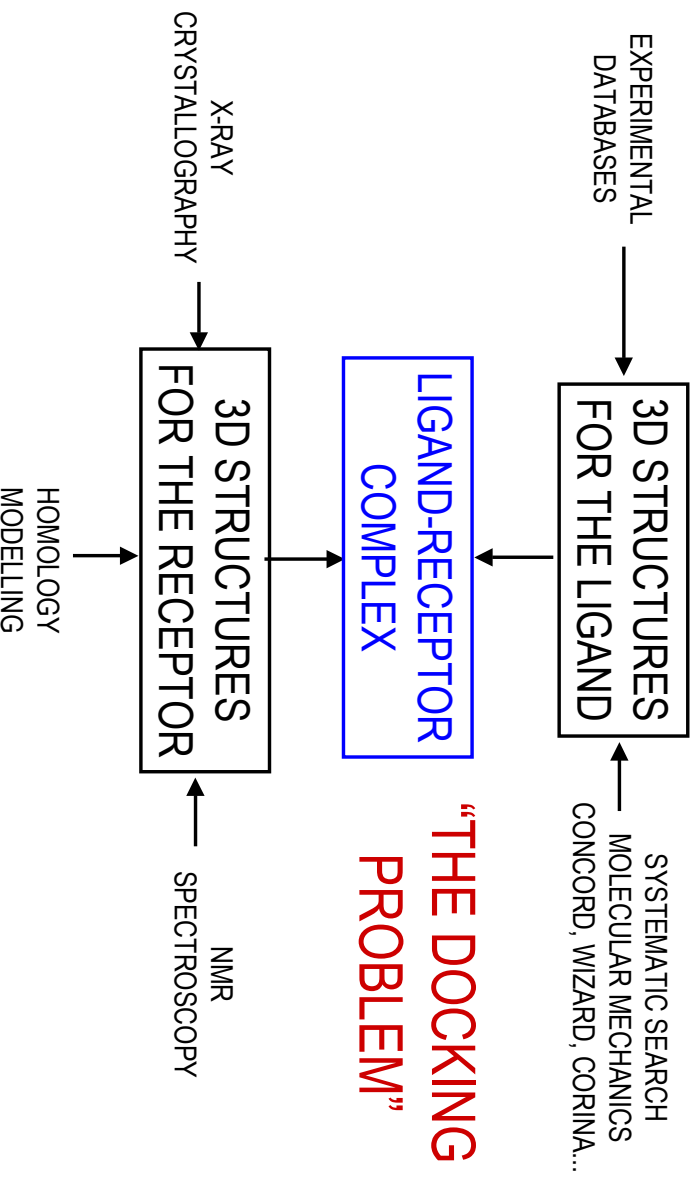 EXPERIMENTAL
DATABASES
3D STRUCTURES
FOR THE LIGAND
SYSTEMATIC SEARCH
MOLECULAR MECHANICS
CONCORD, WIZARD, CORINA...
LIGAND-RECEPTOR
COMPLEX
“THE DOCKING
PROBLEM”
X-RAY
CRYSTALLOGRAPHY
3D STRUCTURES
FOR THE RECEPTOR
NMR
SPECTROSCOPY
HOMOLOGY
MODELLING